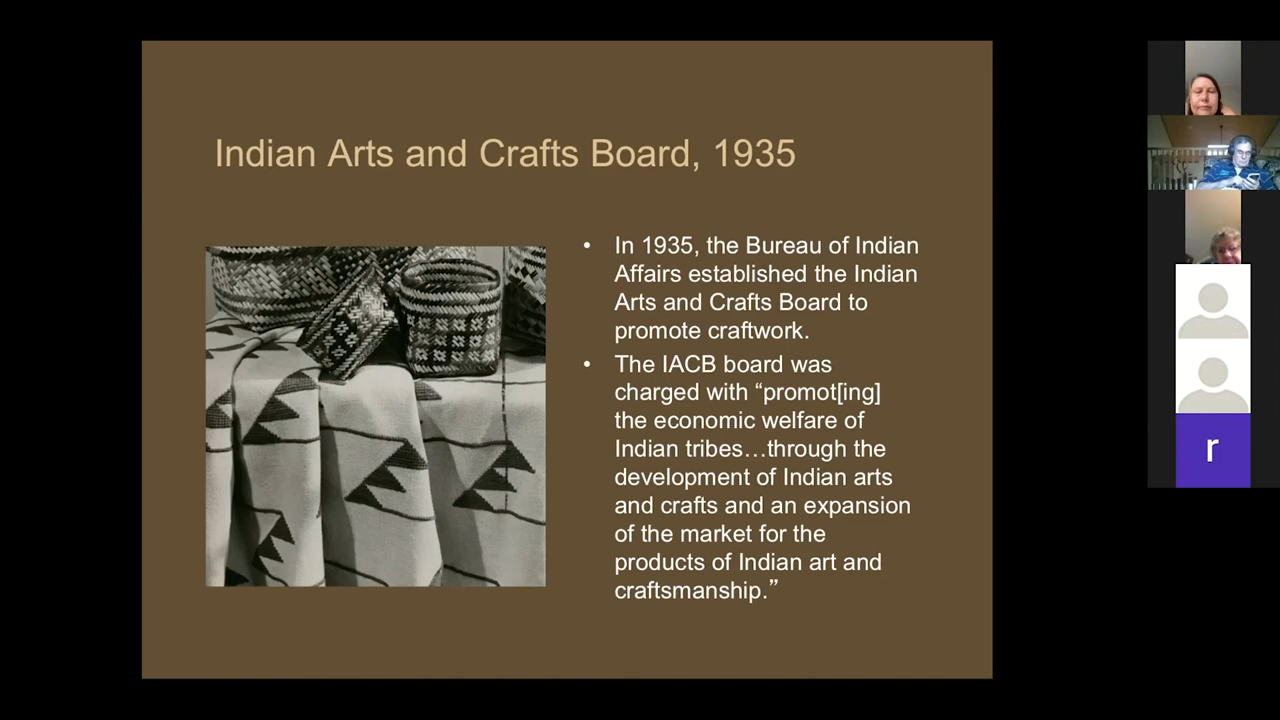 Indian Arts and Crafts Board, 1935
• In 1935, the Bureau of Indian
Affairs established the Indian
Arts and Crafts Board to
promote craftwork.
• The IACB board was
charged with “promot[ing]
the economic welfare of
Indian tribes…through the
development of Indian arts
and crafts and an expansion
of the market for the
products of Indian art and
craftsmanship.”
r